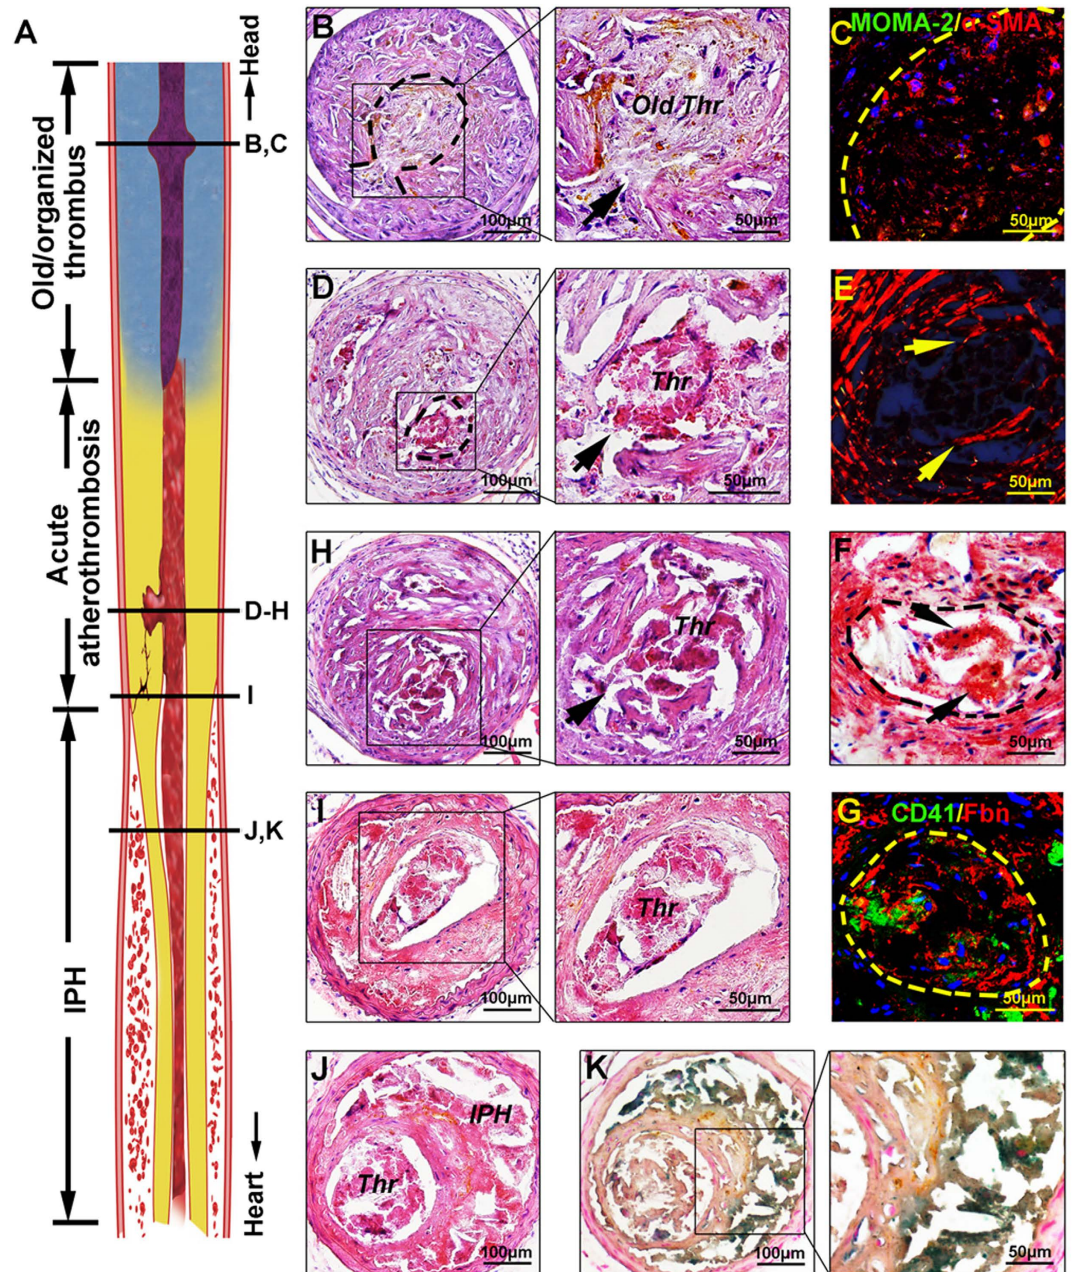 A
Head
Old/organized
thrombus
B,C
Acute
atherothrombosis
D-H
I
J,K
IPH
Heart
B
100μm
Old Thr
50μm
C
MOMA-2/α-SMA
50μm
D
100μm
Thr
50μm
E
50μm
H
100μm
Thr
50μm
F
50μm
I
100μm
Thr
50μm
G
CD41/Fbn
50μm
J
IPH
Thr
100μm
K
100μm
50μm